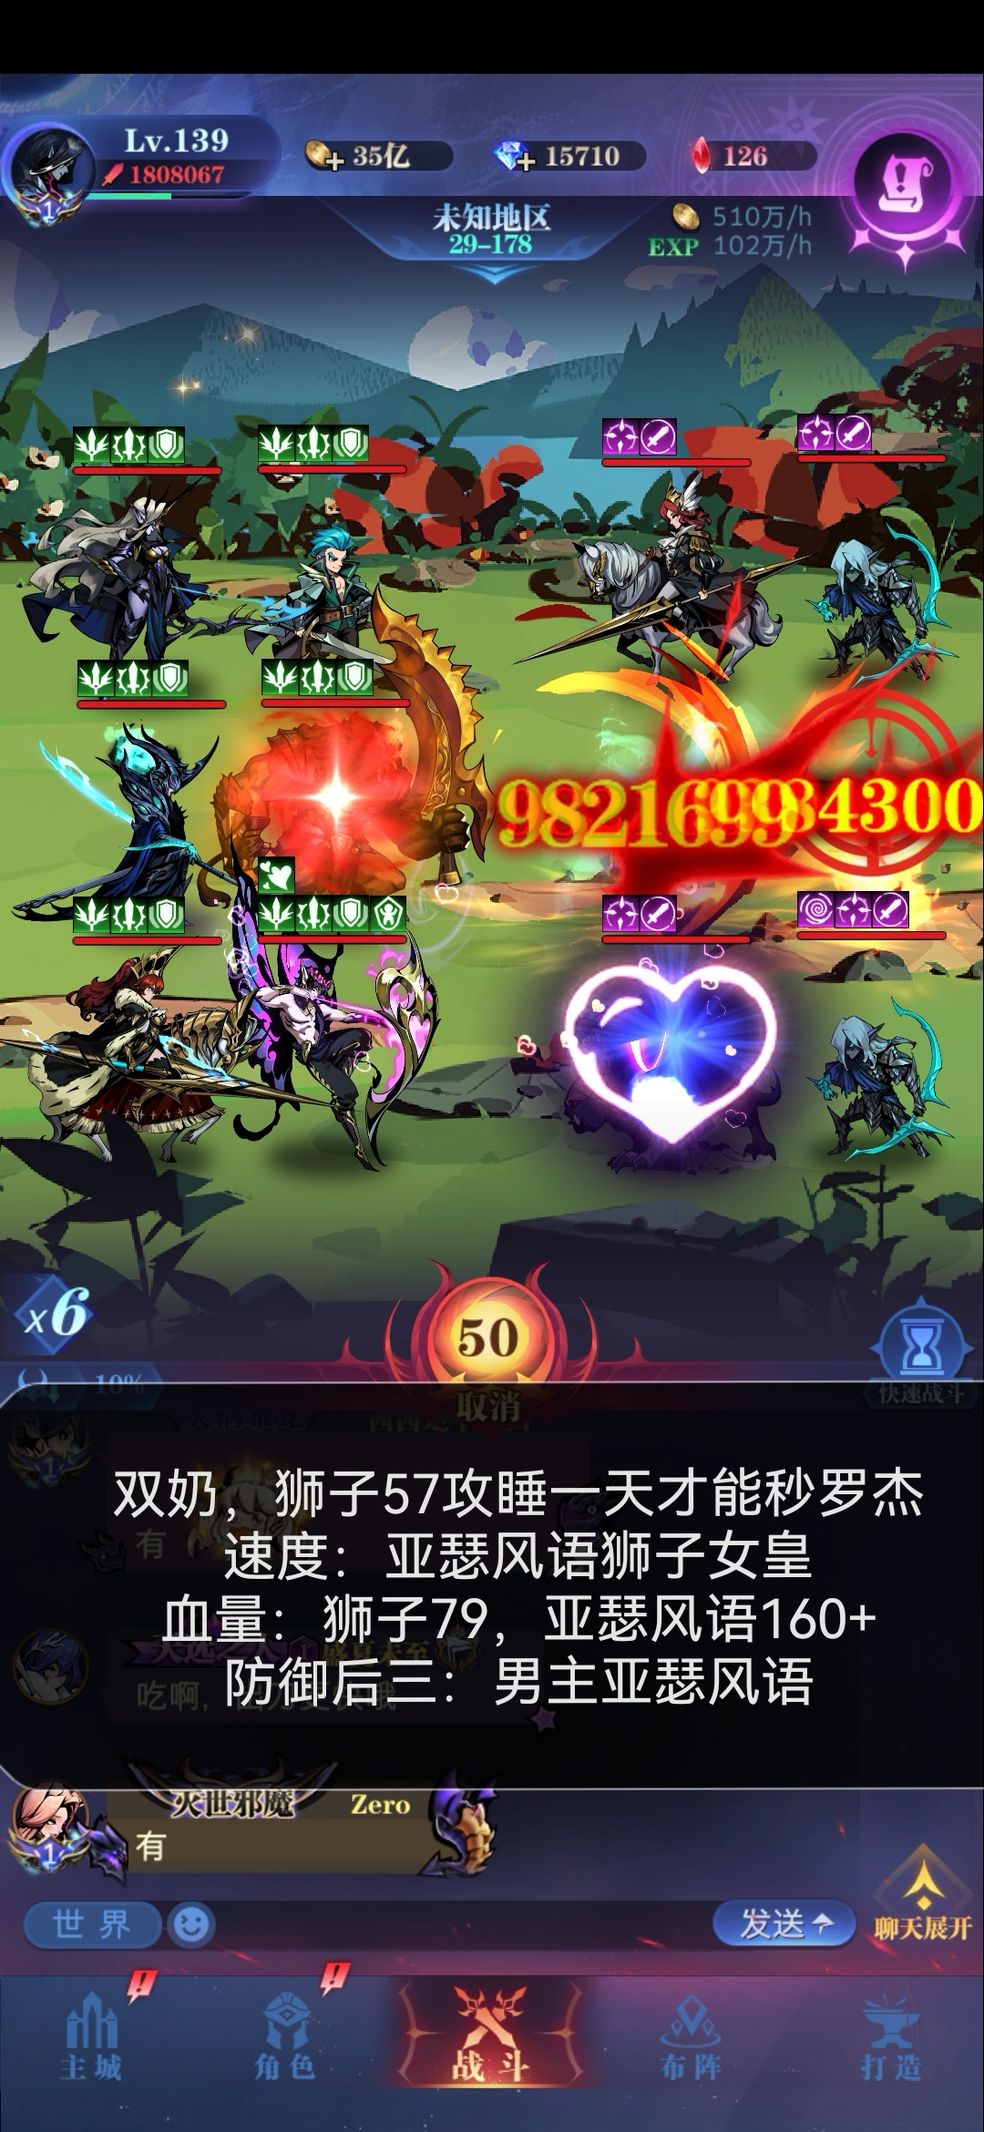 Lv.139
35亿
15710
126
1808067
1
未知地区
29-178
510万/h
EXP 102万/h
x6
50
10%
快速战斗
取消
双奶，狮子57攻睡一天才能秒罗杰
速度：亚瑟风语狮子女皇
血量：狮子79，亚瑟风语160+
防御后三：男主亚瑟风语
有
吃啊，
灭世邪魔 Zero
1
有
世界
发送
聊天展开
主城
角色
战斗
布阵
打造